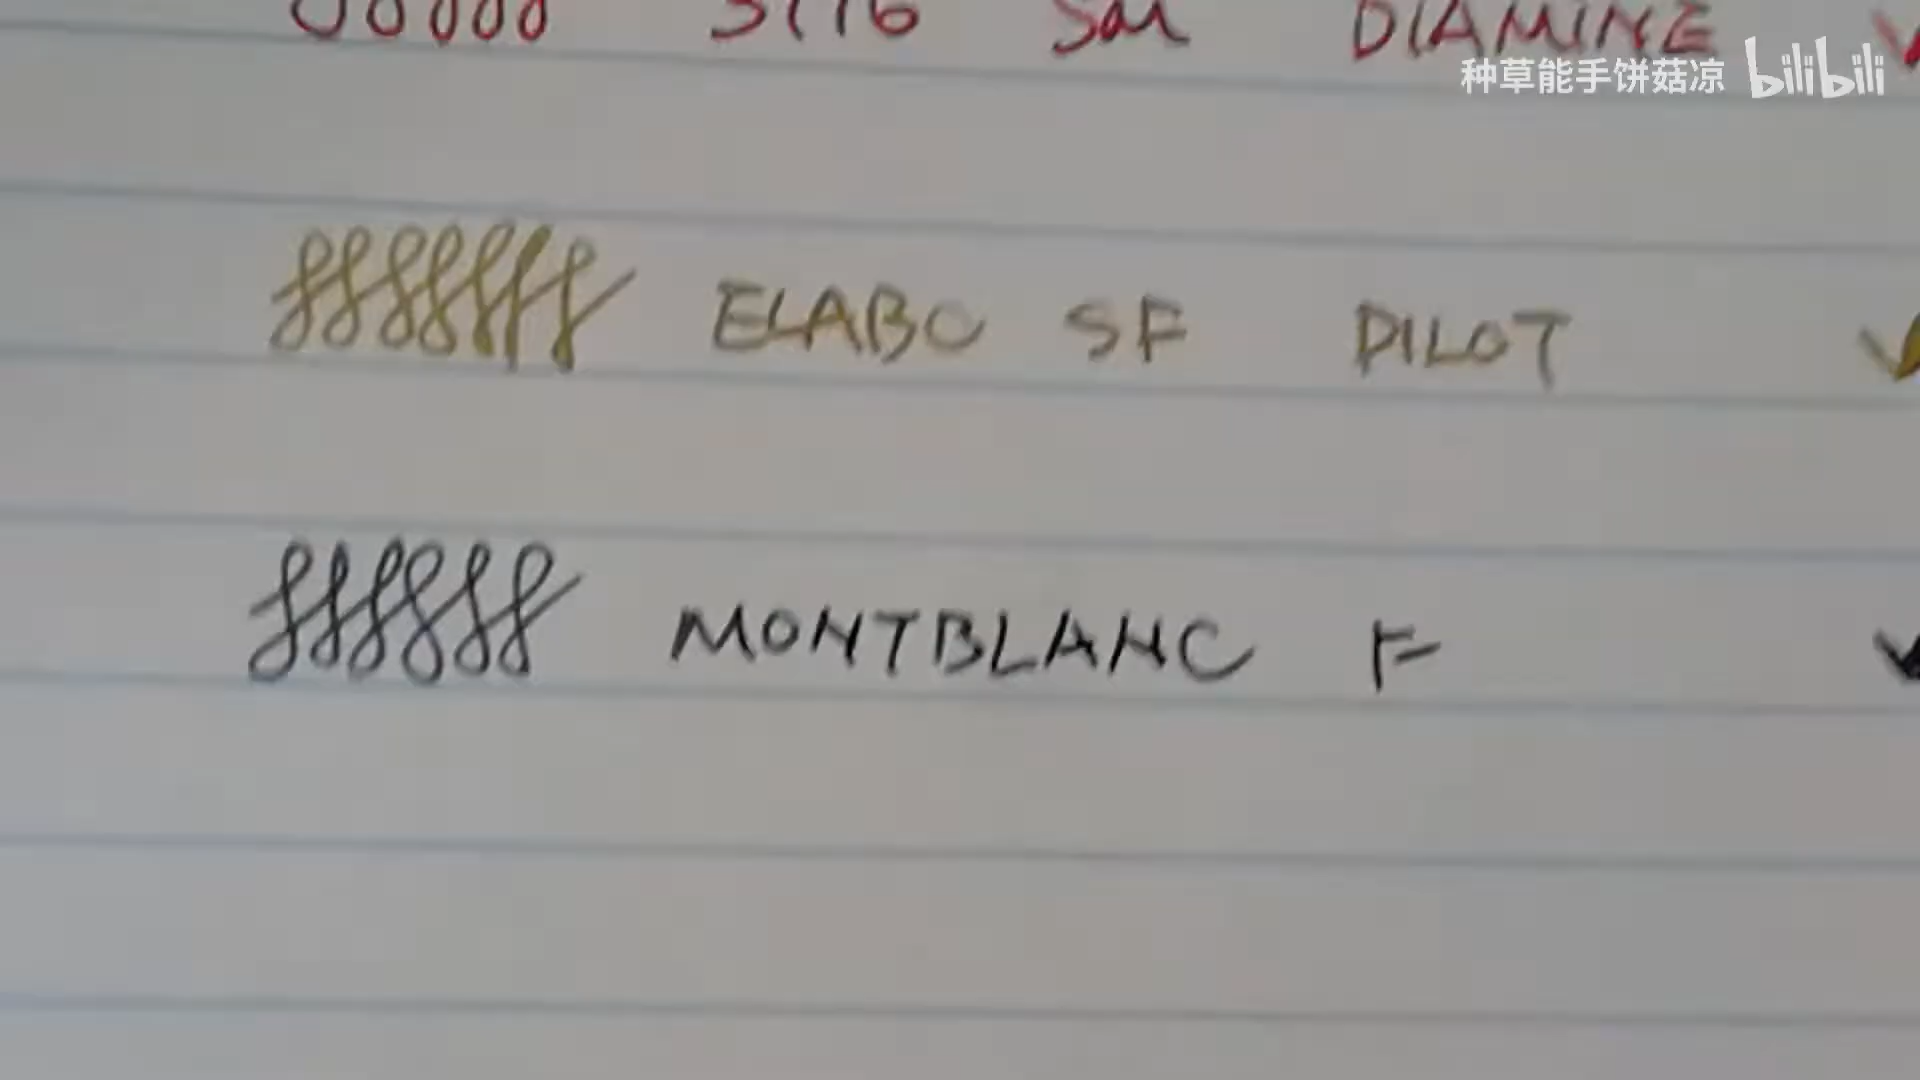 3776 SM DIAMINE
种草能手饼菇凉 bilibili
ELABO SF PILOT
MONTBLANC F